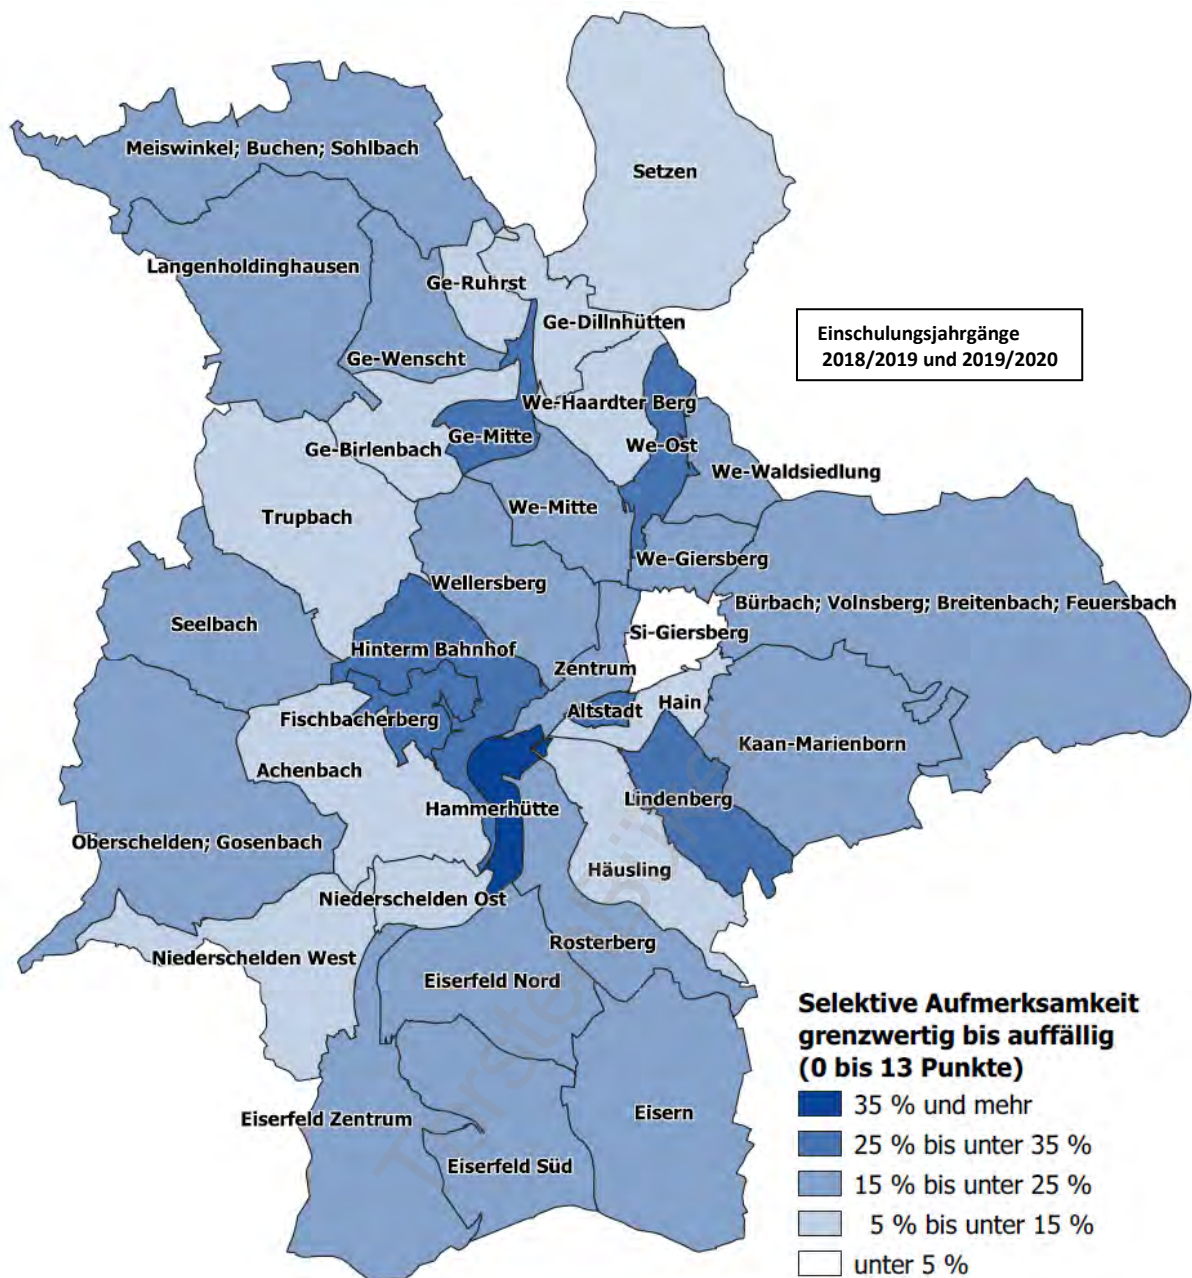 Meiswinkel; Buchen; Sohlbach
Setzen
Langenholdinghausen
Ge-Ruhrst
Ge-Dillnhütten
Einschulungsjahrgänge
2018/2019 und 2019/2020
Ge-Wenscht
We-Haardter Berg
Ge-Birlenbach
Ge-Mitte
We-Ost
We-Waldsiedlung
Trupbach
We-Mitte
We-Giersberg
Wellersberg
Bürbach; Volnsberg; Breitenbach; Feuersbach
Seelbach
Si-Giersberg
Hinterm Bahnhof
Zentrum
Hain
Altstadt
Fischbacherberg
Kaan-Marienborn
Achenbach
Lindenberg
Hammerhütte
Oberschelden; Gosenbach
Häusling
Niederschelden Ost
Rosterberg
Niederschelden West
Eiserfeld Nord
Eiserfeld Zentrum
Eisern
Eiserfeld Süd
Selektive Aufmerksamkeit
grenzwertig bis auffällig
(0 bis 13 Punkte)
35 % und mehr
25 % bis unter 35 %
15 % bis unter 25 %
5 % bis unter 15 %
unter 5 %